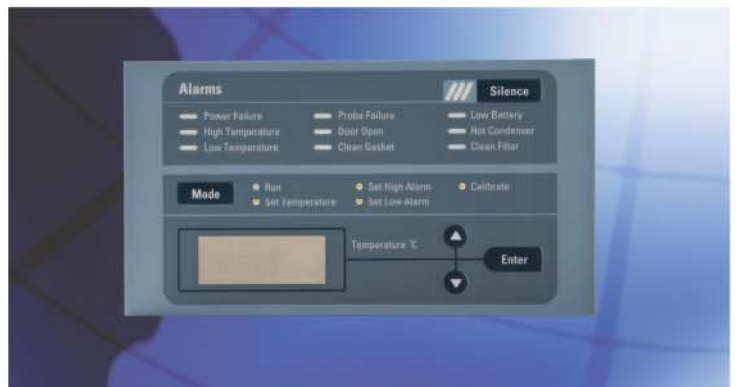 Alarms
Silence
Power Failure
Probe Failure
Low Battery
High Temperature
Door Open
Hot Condenser
Low Temperature
Clean Gasket
Clean Filter
Mode
Run
Set High Alarm
Calibrate
Set Temperature
Set Low Alarm
Temperature °C
Enter